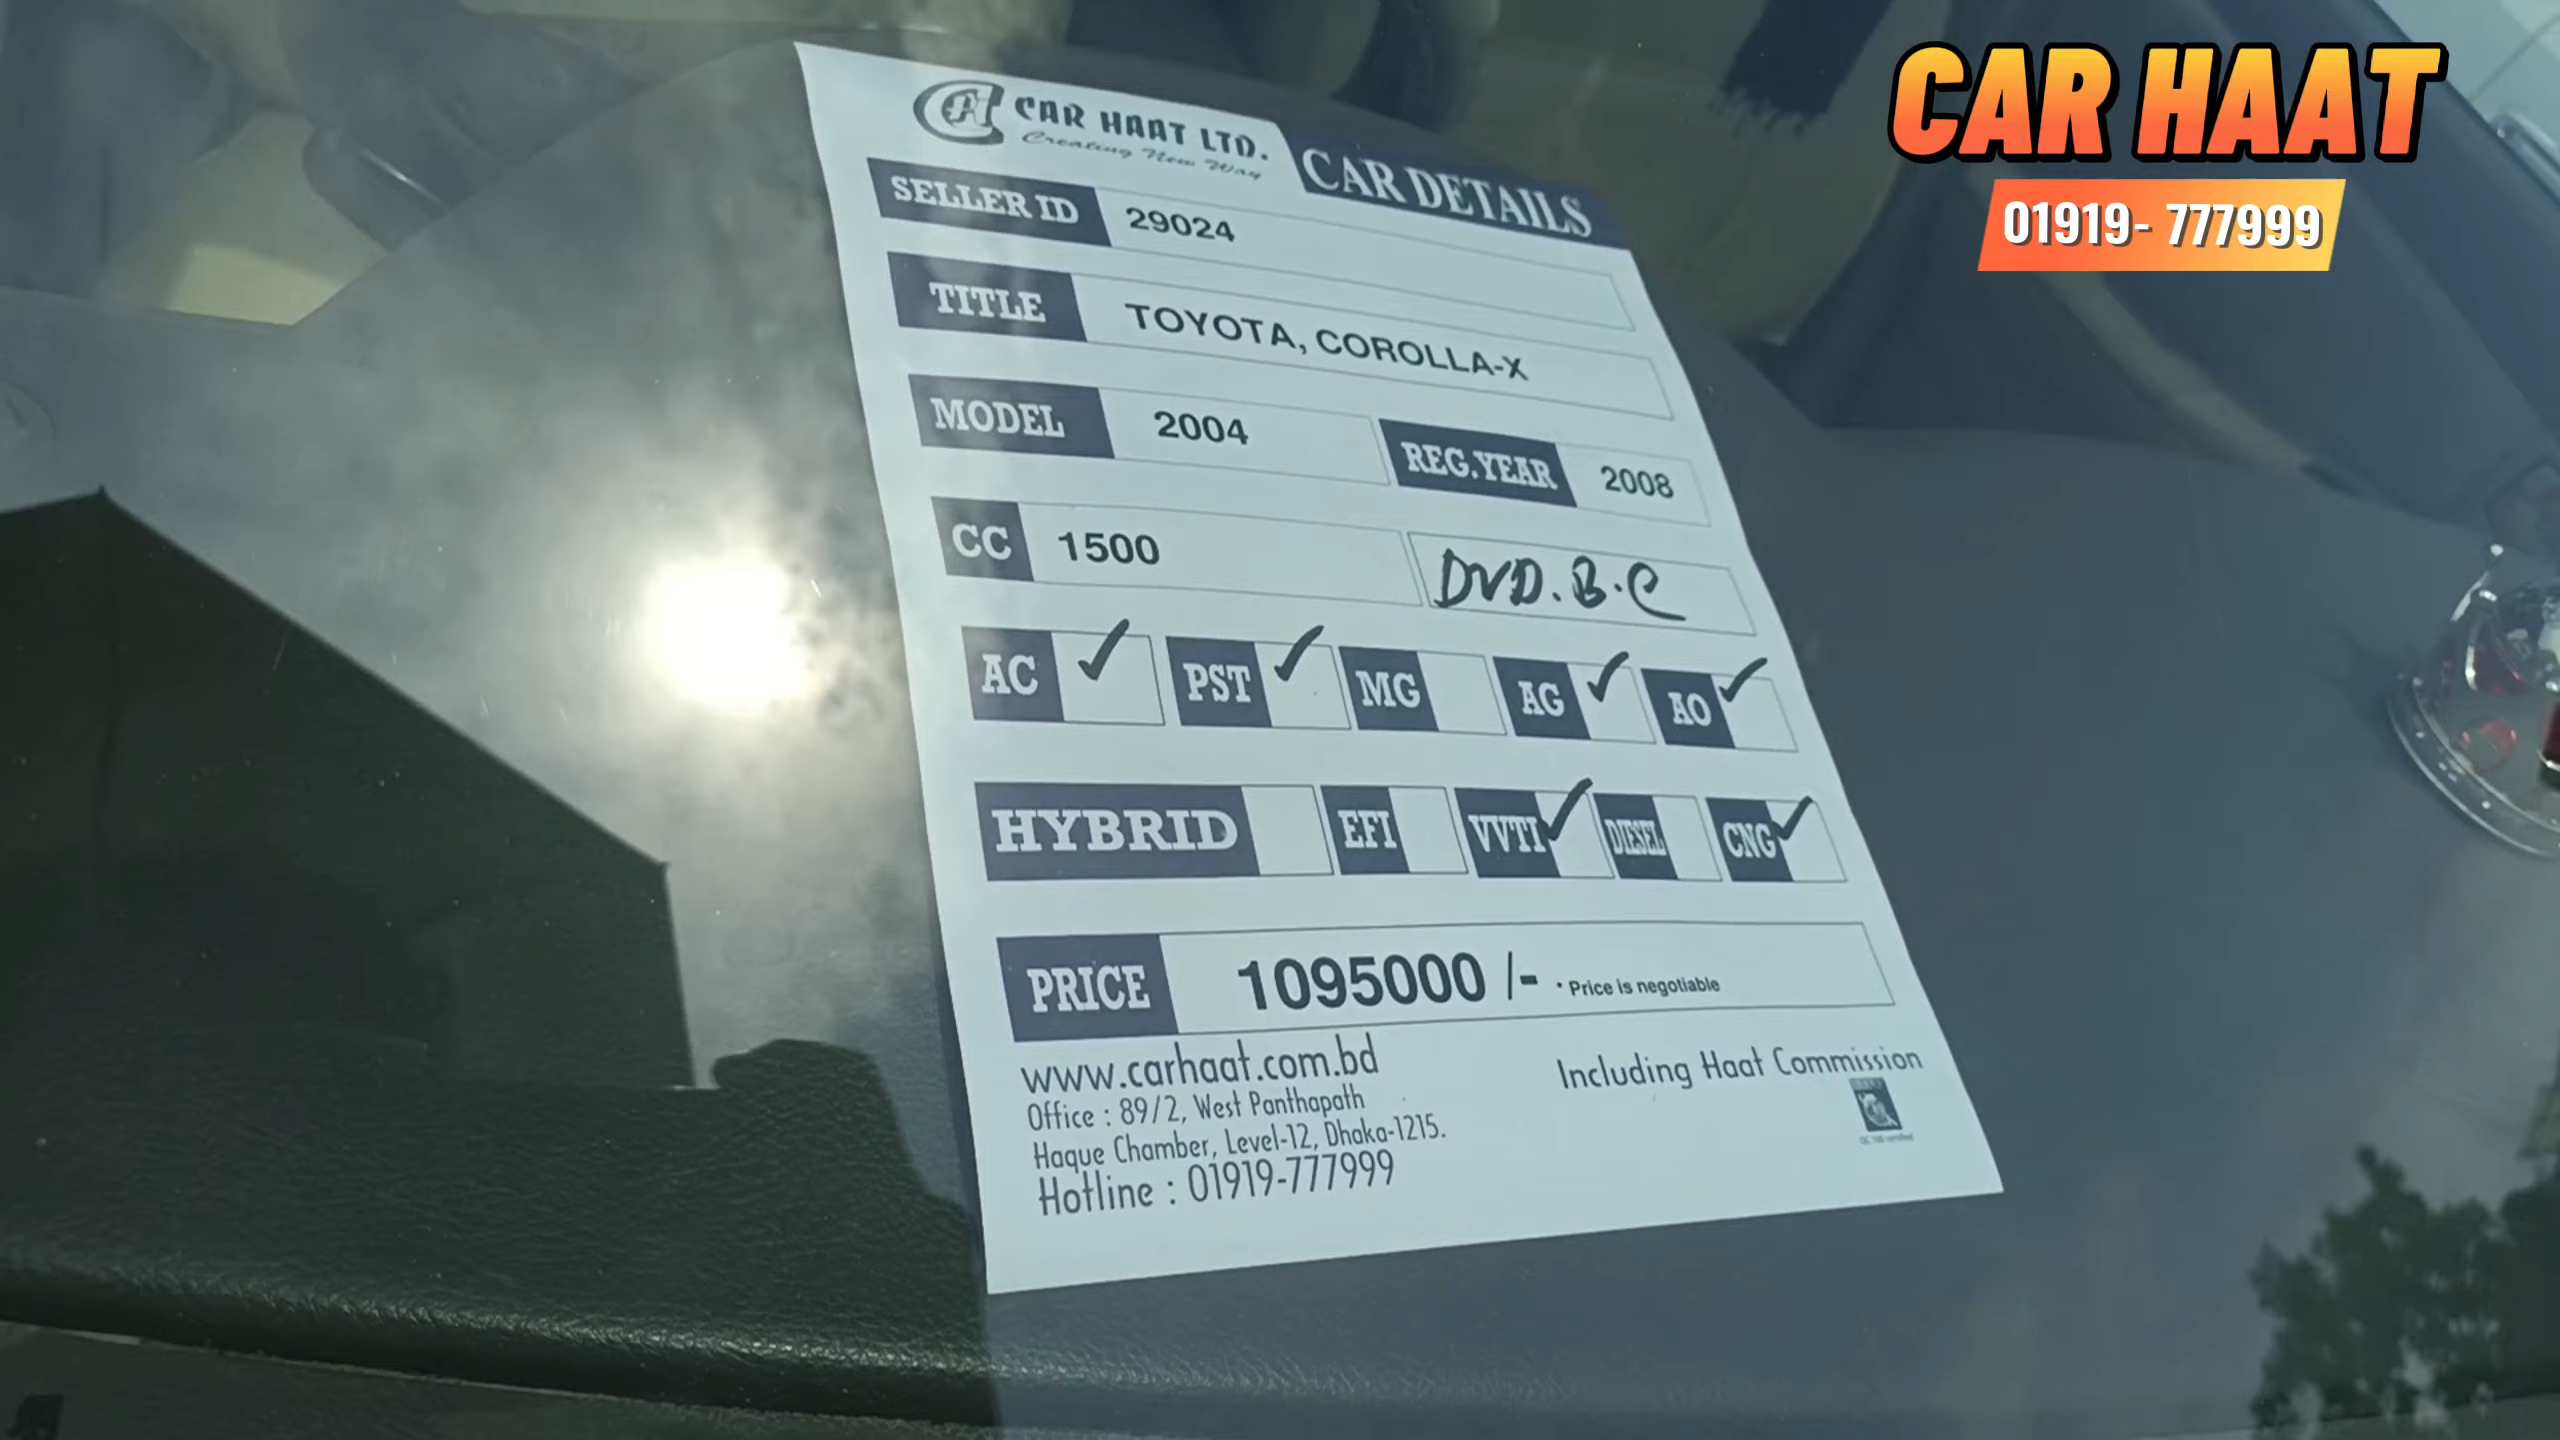 CAR HAAT
01919- 777999
CH CAR HAAT LTD.
Creating New Way
CAR DETAILS
SELLER ID 29024
TITLE TOYOTA, COROLLA-X
MODEL 2004 REG.YEAR 2008
CC 1500 DVD. B.C
AC ✓ PST ✓ MG AG ✓ AO ✓
HYBRID EFI VVTI ✓ DIESEL CNG ✓
PRICE 1095000 /- • Price is negotiable
www.carhaat.com.bd
Including Haat Commission
Office : 89/2, West Panthapath
Haque Chamber, Level-12, Dhaka-1215.
Hotline : 01919-777999